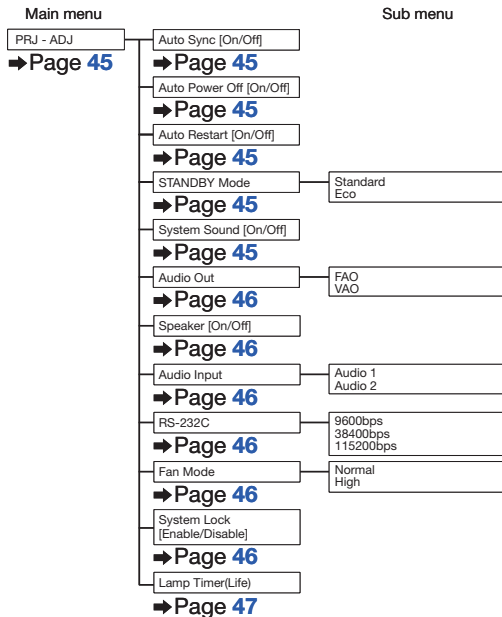 Main menu
Sub menu
PRJ - ADJ
➡Page 45
Auto Sync [On/Off]
➡Page 45
Auto Power Off [On/Off]
➡Page 45
Auto Restart [On/Off]
➡Page 45
STANDBY Mode
➡Page 45
Standard
Eco
System Sound [On/Off]
➡Page 45
Audio Out
➡Page 46
FAO
VAO
Speaker [On/Off]
➡Page 46
Audio Input
➡Page 46
Audio 1
Audio 2
RS-232C
➡Page 46
9600bps
38400bps
115200bps
Fan Mode
➡Page 46
Normal
High
System Lock
[Enable/Disable]
➡Page 46
Lamp Timer(Life)
➡Page 47